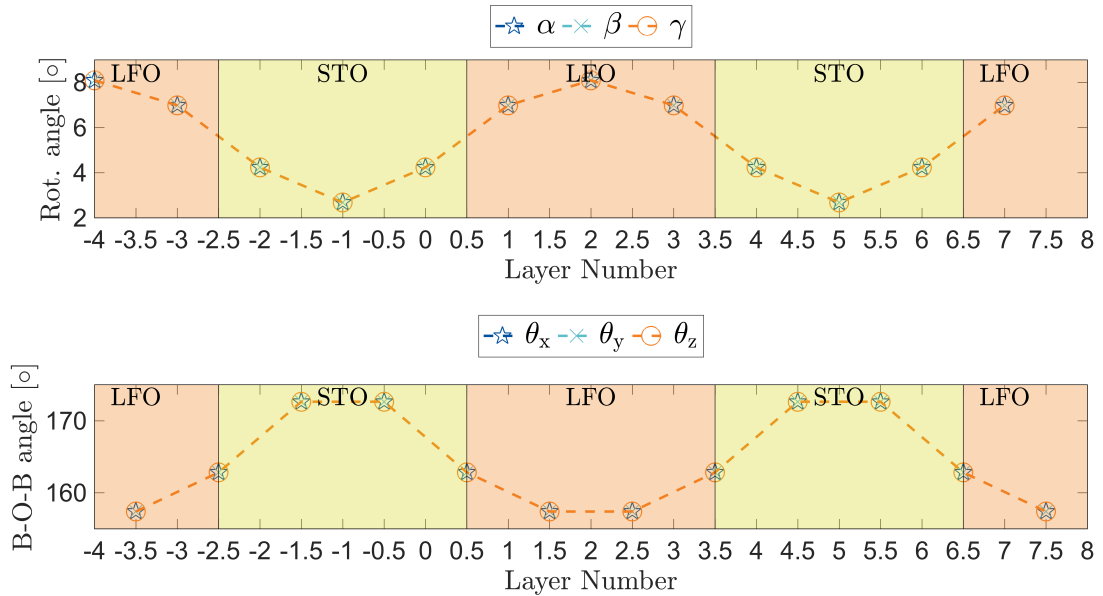 α β γ
Rot. angle [○]
LFO STO LFO STO LFO
8
6
4
2
-4 -3.5 -3 -2.5 -2 -1.5 -1 -0.5 0 0.5 1 1.5 2 2.5 3 3.5 4 4.5 5 5.5 6 6.5 7 7.5 8
Layer Number
θx θy θz
B-O-B angle [○]
LFO STO LFO STO LFO
170
160
-4 -3.5 -3 -2.5 -2 -1.5 -1 -0.5 0 0.5 1 1.5 2 2.5 3 3.5 4 4.5 5 5.5 6 6.5 7 7.5 8
Layer Number